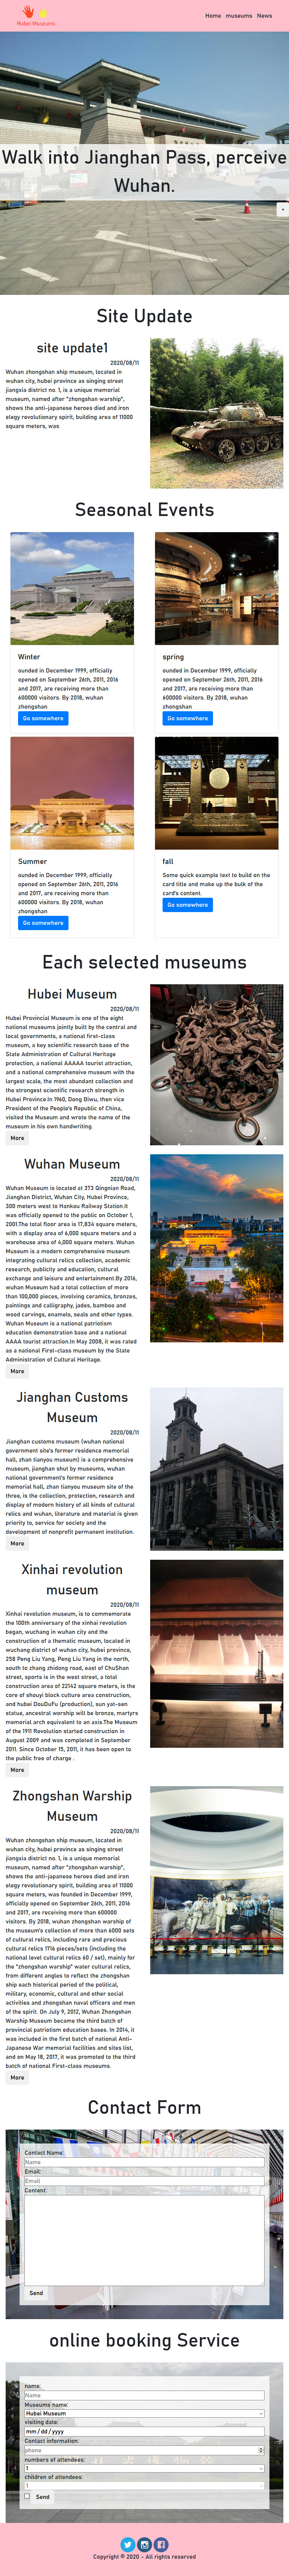 Hubei Museums
Home museums News
Walk into Jianghan Pass, perceive
Wuhan.
Site Update
site update1
2020/08/11
Wuhan zhongshan ship museum, located in
wuhan city, hubei province as singing street
jiangxia district no. 1, is a unique memorial
museum, named after "zhongshan warship",
shows the anti-japanese heroes died and iron
elegy revolutionary spirit, building area of 11000
square meters, was
Seasonal Events
Winter
ounded in December 1999, officially
opened on September 26th, 2011, 2016
and 2017, are receiving more than
600000 visitors. By 2018, wuhan
zhongshan
Go somewhere
spring
ounded in December 1999, officially
opened on September 26th, 2011, 2016
and 2017, are receiving more than
600000 visitors. By 2018, wuhan
zhongshan
Go somewhere
Summer
ounded in December 1999, officially
opened on September 26th, 2011, 2016
and 2017, are receiving more than
600000 visitors. By 2018, wuhan
zhongshan
Go somewhere
fall
Some quick example text to build on the
card title and make up the bulk of the
card's content.
Go somewhere
Each selected museums
Hubei Museum
2020/08/11
Hubei Provincial Museum is one of the eight
national museums jointly built by the central and
local governments, a national first-class
museum, a key scientific research base of the
State Administration of Cultural Heritage
protection, a national AAAAA tourist attraction,
and a national comprehensive museum with the
largest scale, the most abundant collection and
the strongest scientific research strength in
Hubei Province.In 1960, Dong Biwu, then vice
President of the People's Republic of China,
visited the Museum and wrote the name of the
museum in his own handwriting.
More
Wuhan Museum
2020/08/11
Wuhan Museum is located at 373 Qingnian Road,
Jianghan District, Wuhan City, Hubei Province,
300 meters west to Hankou Railway Station.It
was officially opened to the public on October 1,
2001.The total floor area is 17,834 square meters,
with a display area of 6,000 square meters and a
warehouse area of 4,000 square meters. Wuhan
Museum is a modern comprehensive museum
integrating cultural relics collection, academic
research, publicity and education, cultural
exchange and leisure and entertainment.By 2016,
wuhan Museum had a total collection of more
than 100,000 pieces, involving ceramics, bronzes,
paintings and calligraphy, jades, bamboo and
wood carvings, enamels, seals and other types.
Wuhan Museum is a national patriotism
education demonstration base and a national
AAAA tourist attraction.In May 2008, it was rated
as a national First-class museum by the State
Administration of Cultural Heritage.
More
Jianghan Customs
Museum
2020/08/11
Jianghan customs museum (wuhan national
government site's former residence memorial
hall, zhan tianyou museum) is a comprehensive
museum, jianghan shut by museums, wuhan
national government's former residence
memorial hall, zhan tianyou museum site of the
three, is the collection, protection, research and
display of modern history of all kinds of cultural
relics and wuhan, literature and material is given
priority to, service for society and the
development of nonprofit permanent institution.
More
Xinhai revolution
museum
2020/08/11
Xinhai revolution museum, is to commemorate
the 100th anniversary of the xinhai revolution
began, wuchang in wuhan city and the
construction of a thematic museum, located in
wuchang district of wuhan city, hubei province,
258 Peng Liu Yang, Peng Liu Yang in the north,
south to zhang zhidong road, east of ChuShan
street, sports is in the west street, a total
construction area of 22142 square meters, is the
core of shouyi block culture area construction,
and hubei DouDuFu (production), sun yat-sen
statue, ancestral worship will be bronze, martyrs
memorial arch equivalent to an axis.The Museum
of the 1911 Revolution started construction in
August 2009 and was completed in September
2011. Since October 15, 2011, it has been open to
the public free of charge .
More
Zhongshan Warship
Museum
2020/08/11
Wuhan zhongshan ship museum, located in
wuhan city, hubei province as singing street
jiangxia district no. 1, is a unique memorial
museum, named after "zhongshan warship",
shows the anti-japanese heroes died and iron
elegy revolutionary spirit, building area of 11000
square meters, was founded in December 1999,
officially opened on September 26th, 2011, 2016
and 2017, are receiving more than 600000
visitors. By 2018, wuhan zhongshan warship of
the museum's collection of more than 6000 sets
of cultural relics, including rare and precious
cultural relics 1716 pieces/sets (including the
national level cultural relics 60 / set), mainly for
the "zhongshan warship" water cultural relics,
from different angles to reflect the zhongshan
ship each historical period of the political,
military, economic, cultural and other social
activities and zhongshan naval officers and men
of the spirit. On July 9, 2012, Wuhan Zhongshan
Warship Museum became the third batch of
provincial patriotism education bases. In 2014, it
was included in the first batch of national Anti-
Japanese War memorial facilities and sites list,
and on May 18, 2017, it was promoted to the third
batch of national First-class museums.
More
Contact Form
Contact Name:
Name
Email:
Email
Content:
Send
online booking Service
name:
Name
Museums name:
Hubei Museum
visiting date:
mm / dd / yyyy
Contact information:
phone
numbers of attendees:
1
children of attendees:
1
Send
Copyright © 2020 - All rights reserved